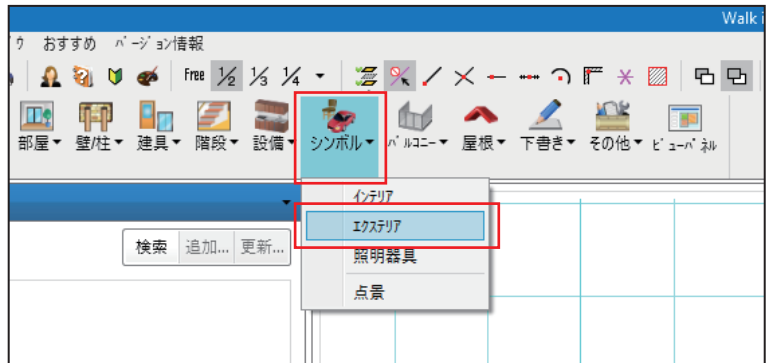 Walk i
ウ おすすめ バージョン情報
Free 1/2 1/3 1/4
部屋 壁/柱 建具 階段 設備 シンボル バルコニー 屋根 下書き その他 ビューパネル
インテリア
エクステリア
検索 追加... 更新...
照明器具
点景